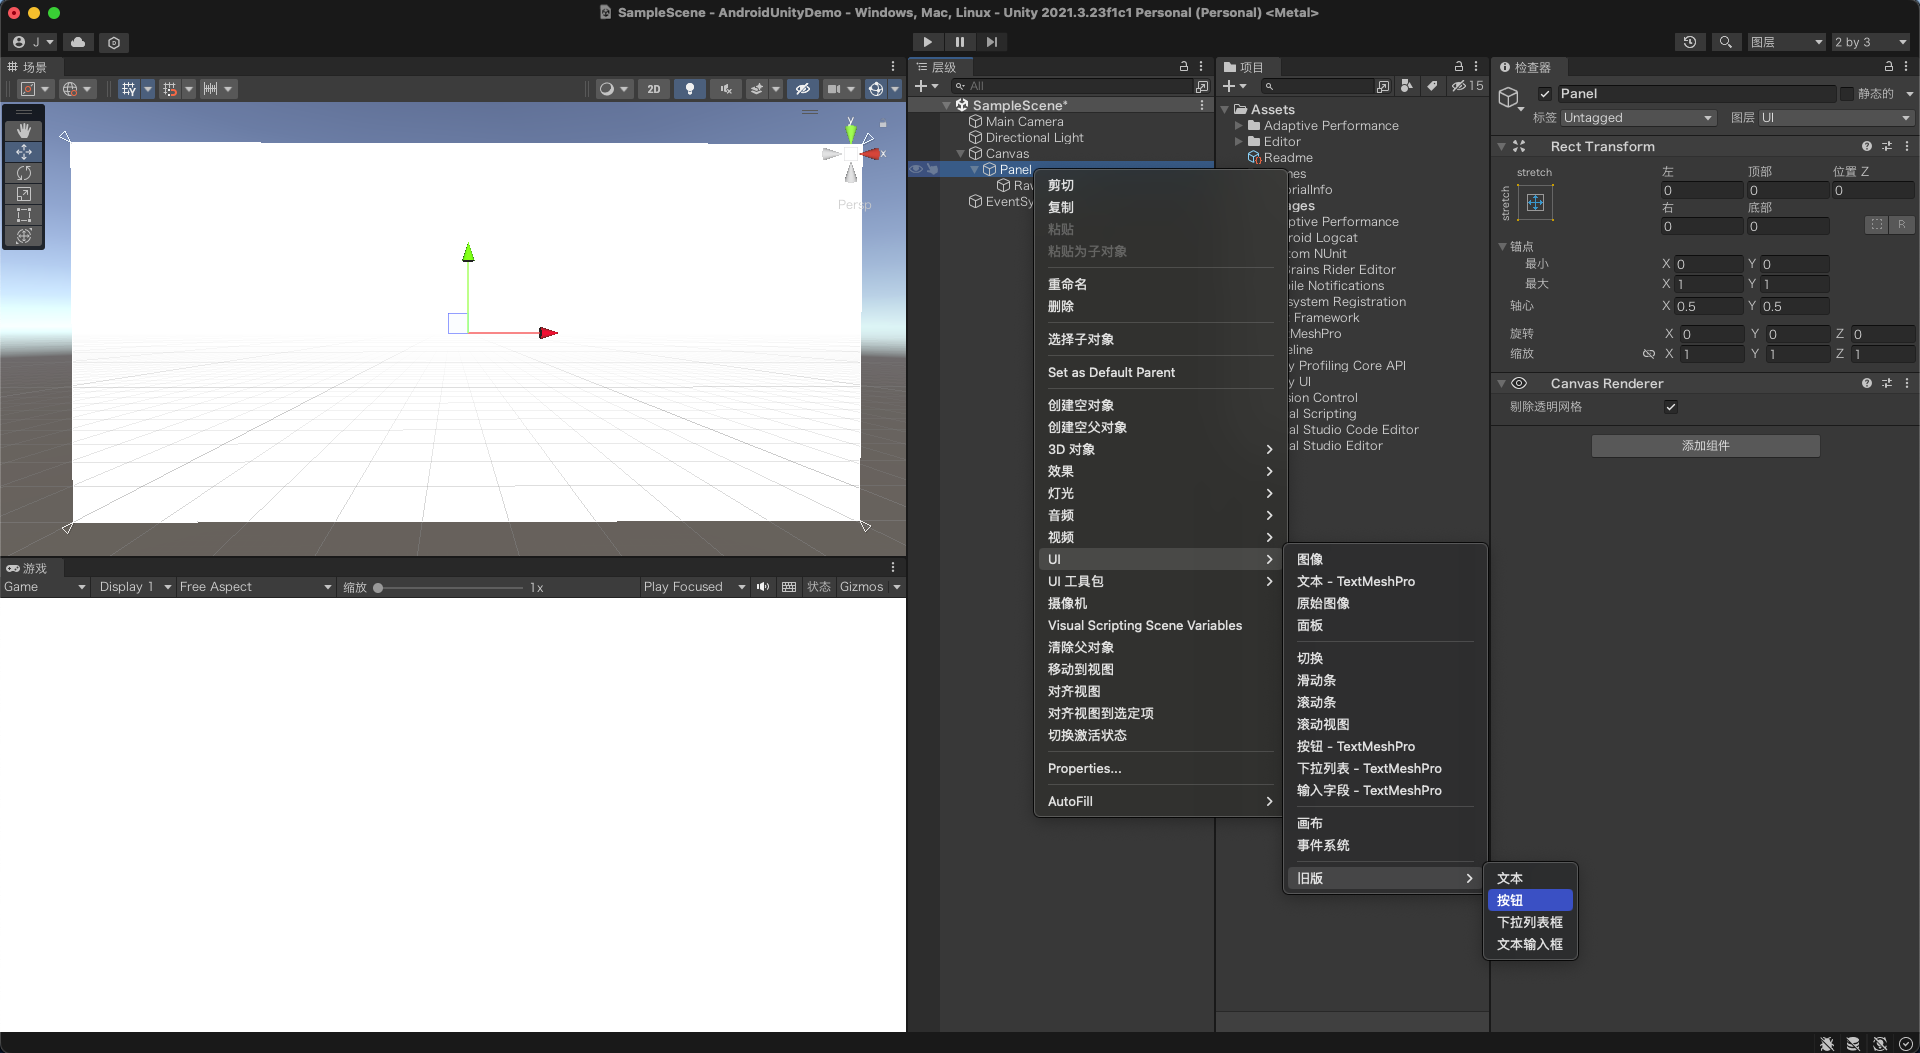 SampleScene - AndroidUnityDemo - Windows, Mac, Linux - Unity 2021.3.23f1c1 Personal (Personal) <Metal>
J
图层
2 by 3
场景
2D
y
x
Persp
游戏
Game
Display 1
Free Aspect
缩放
1x
Play Focused
状态
Gizmos
层级
All
SampleScene*
Main Camera
Directional Light
Canvas
Panel
Rav
EventSy
剪切
复制
粘贴
粘贴为子对象
重命名
删除
选择子对象
Set as Default Parent
创建空对象
创建空父对象
3D 对象
效果
灯光
音频
视频
UI
UI 工具包
摄像机
Visual Scripting Scene Variables
清除父对象
移动到视图
对齐视图
对齐视图到选定项
切换激活状态
Properties...
AutoFill
图像
文本 - TextMeshPro
原始图像
面板
切换
滑动条
滚动条
滚动视图
按钮 - TextMeshPro
下拉列表 - TextMeshPro
输入字段 - TextMeshPro
画布
事件系统
旧版
文本
按钮
下拉列表框
文本输入框
项目
15
Assets
Adaptive Performance
Editor
Readme
nes
orialInfo
ages
ptive Performance
roid Logcat
tom NUnit
Brains Rider Editor
bile Notifications
system Registration
t Framework
MeshPro
eline
y Profiling Core API
y UI
sion Control
al Scripting
al Studio Code Editor
al Studio Editor
检查器
Panel
静态的
标签 Untagged
图层 UI
Rect Transform
stretch
stretch
左 顶部 位置 Z
0 0 0
右 底部
0 0
R
锚点
最小 X 0 Y 0
最大 X 1 Y 1
轴心 X 0.5 Y 0.5
旋转 X 0 Y 0 Z 0
缩放 X 1 Y 1 Z 1
Canvas Renderer
剔除透明网格
添加组件